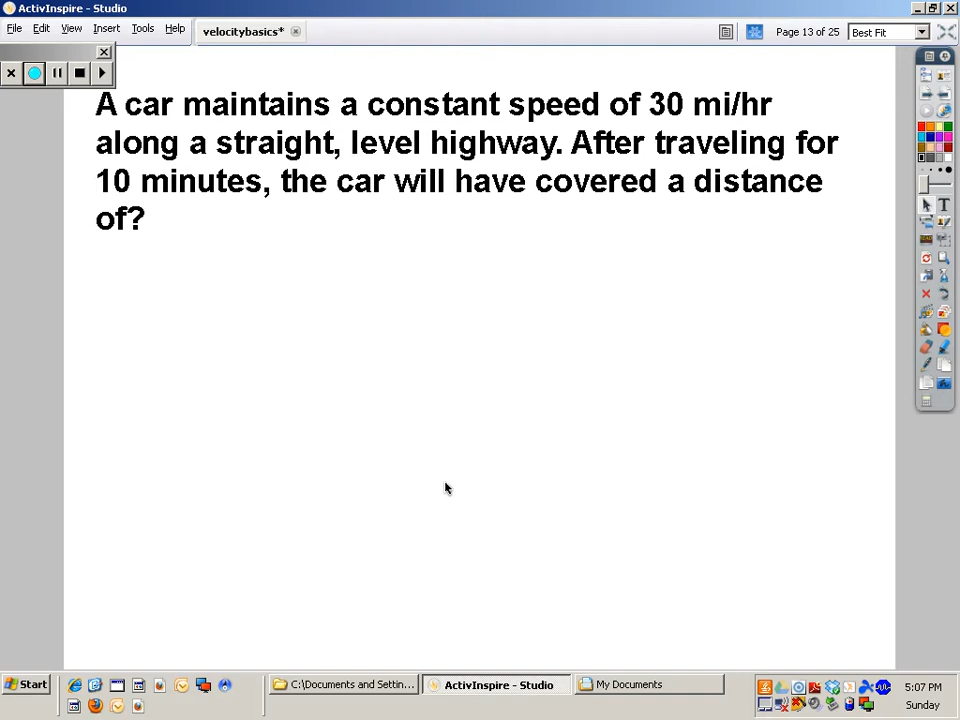 ActivInspire - Studio
File Edit View Insert Tools Help
velocitybasics*
Page 13 of 25
Best Fit
A car maintains a constant speed of 30 mi/hr
along a straight, level highway. After traveling for
10 minutes, the car will have covered a distance
of?
T
Start
C:\Documents and Settin...
ActivInspire - Studio
My Documents
5:07 PM
Sunday